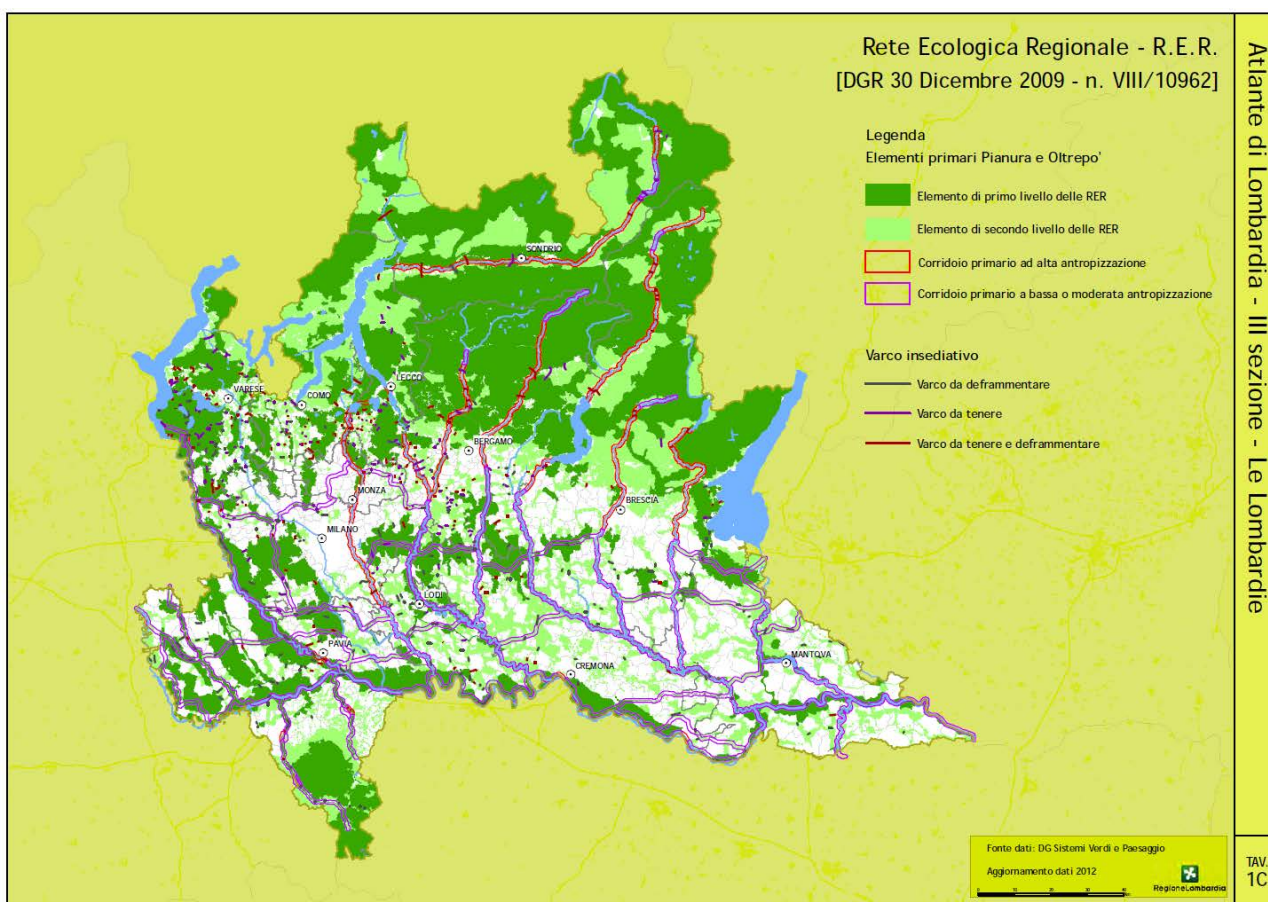 Rete Ecologica Regionale - R.E.R.
[DGR 30 Dicembre 2009 - n. VIII/10962]
Legenda
Elementi primari Pianura e Oltrepo'
Elemento di primo livello delle RER
Elemento di secondo livello delle RER
Corridoio primario ad alta antropizzazione
Corridoio primario a bassa o moderata antropizzazione
Varco insediativo
Varco da deframmentare
Varco da tenere
Varco da tenere e deframmentare
SONDRIO
LECCO
VARESE
COMO
BERGAMO
MONZA
BRESCIA
MILANO
LODI
PAVIA
MANTOVA
CREMONA
Fonte dati: DG Sistemi Verdi e Paesaggio
Aggiornamento dati 2012
RegioneLombardia
Atlante di Lombardia - III sezione - Le Lombardie
TAV.
1C